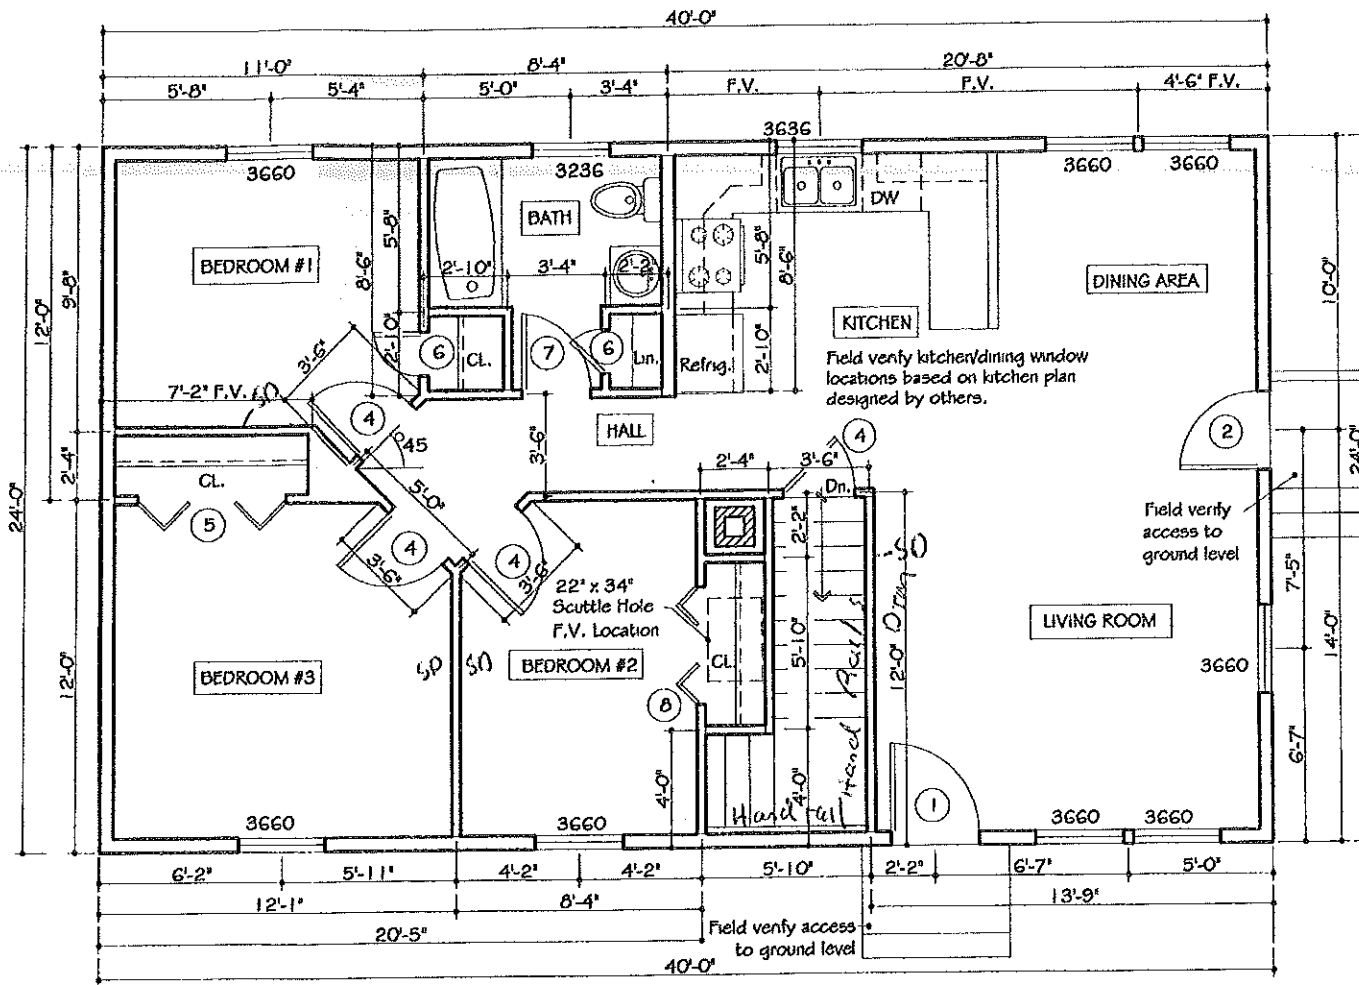 40'-0"
11'-0" 8'-4" 20'-8"
5'-8" 5'-4" 5'-0" 3'-4" F.V. F.V. 4'-6" F.V.
3636
3660 3236 3660 3660
DW
BATH
5'-8"
8'-6"
BEDROOM #1
2'-10" 3'-4" 2'-2"
5'-8"
8'-6"
DINING AREA
10'-0"
9'-8"
12'-0"
KITCHEN
2'-10"
3'-6"
6 CL. 7 6 Lin. Refrig.
2'-10"
Field verify kitchen/dining window
locations based on kitchen plan
designed by others.
7'-2" F.V. SD
4
45
HALL
3'-6"
4
2
2'-4"
CL.
5'-0"
2'-4" 3'-6"
Dn.
24'-0"
24'-0"
5
2'-2"
SD
Field verify
access to
ground level
4
3'-6"
4
3'-6"
22" x 34"
Scuttle Hole
F.V. Location
7'-5"
5'-10"
12'-0"
LIVING ROOM
14'-0"
12'-0"
BEDROOM #3
SD SD
BEDROOM #2
CL.
3660
8
Hand Rails
6'-7"
4'-0"
4'-0"
Hand rail
1
3660 3660 3660 3660
6'-2" 5'-11" 4'-2" 4'-2" 5'-10" 2'-2" 6'-7" 5'-0"
12'-1" 8'-4" 13'-9"
20'-5"
Field verify access
to ground level
40'-0"